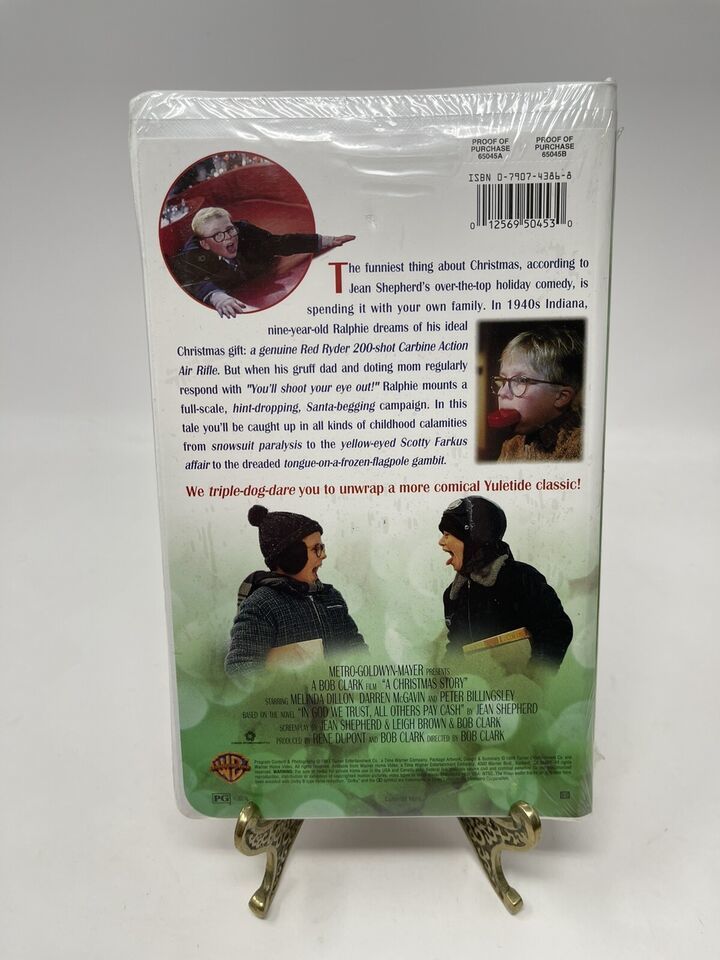 PROOF OF PURCHASE 65045A
PROOF OF PURCHASE 65045B
ISBN 0-7907-4386-8
0 12569 50453 0
The funniest thing about Christmas, according to
Jean Shepherd's over-the-top holiday comedy, is
spending it with your own family. In 1940s Indiana,
nine-year-old Ralphie dreams of his ideal
Christmas gift: a genuine Red Ryder 200-shot Carbine Action
Air Rifle. But when his gruff dad and doting mom regularly
respond with "You'll shoot your eye out!" Ralphie mounts a
full-scale, hint-dropping, Santa-begging campaign. In this
tale you'll be caught up in all kinds of childhood calamities
from snowsuit paralysis to the yellow-eyed Scotty Farkus
affair to the dreaded tongue-on-a-frozen-flagpole gambit.
We triple-dog-dare you to unwrap a more comical Yuletide classic!
METRO-GOLDWYN-MAYER PRESENTS
A BOB CLARK FILM "A CHRISTMAS STORY"
STARRING MELINDA DILLON DARREN McGAVIN AND PETER BILLINGSLEY
BASED ON THE NOVEL "IN GOD WE TRUST, ALL OTHERS PAY CASH" BY JEAN SHEPHERD
SCREENPLAY BY JEAN SHEPHERD & LEIGH BROWN & BOB CLARK
PRODUCED BY RENÉ DUPONT AND BOB CLARK DIRECTED BY BOB CLARK
WB
PG